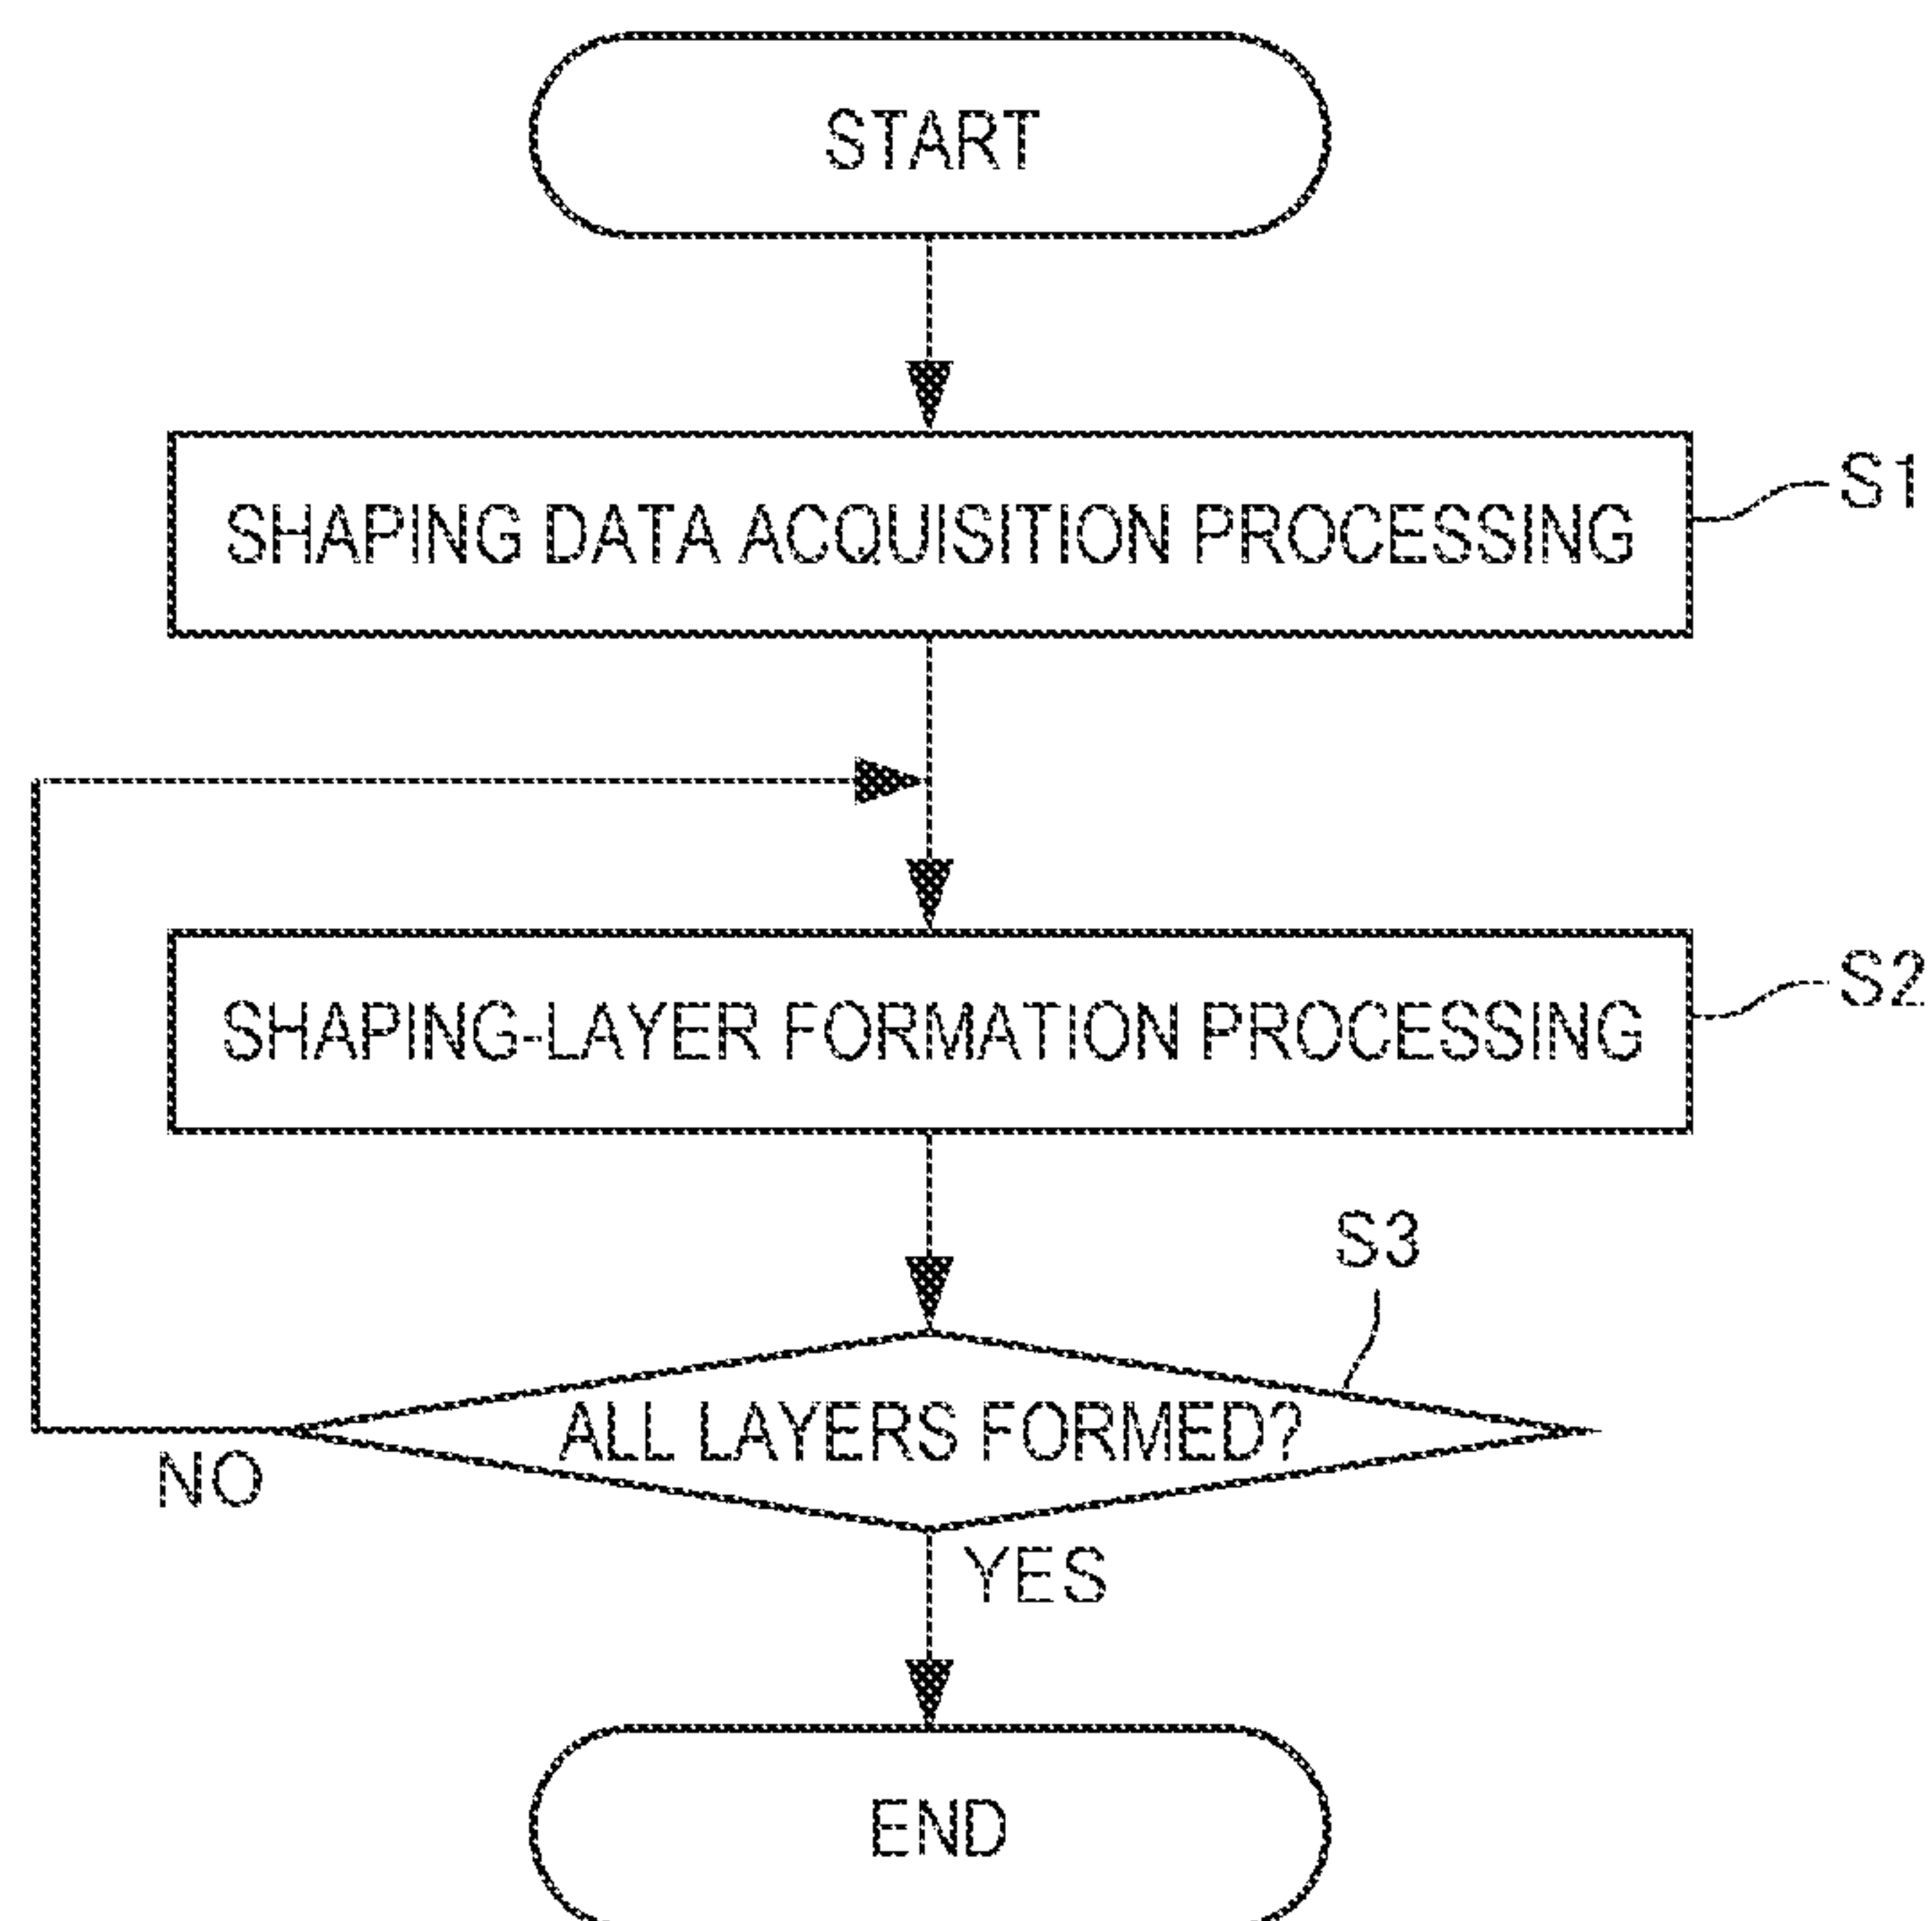 START
SHAPING DATA ACQUISITION PROCESSING
S1
SHAPING-LAYER FORMATION PROCESSING
S2
S3
ALL LAYERS FORMED?
NO
YES
END